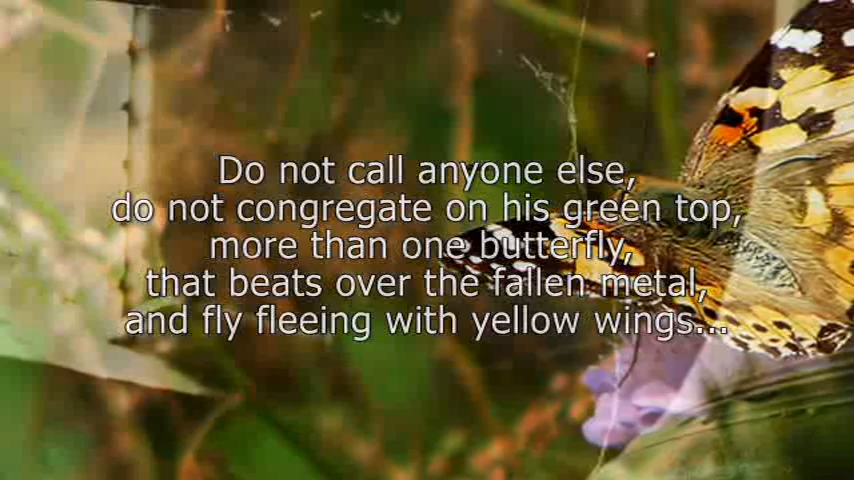 Do not call anyone else,
do not congregate on his green top,
more than one butterfly,
that beats over the fallen metal,
and fly fleeing with yellow wings...